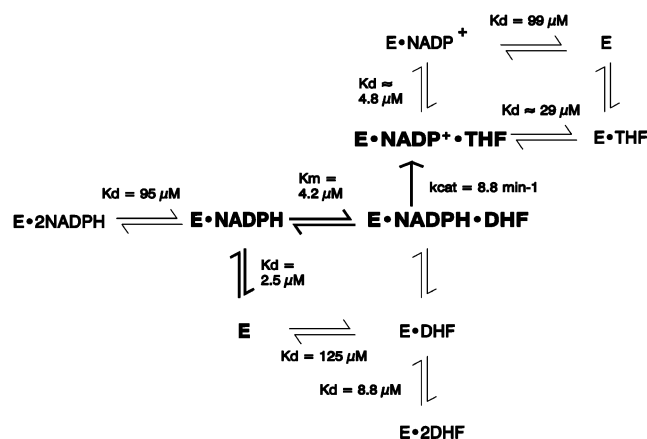 Kd = 99 µM
E•NADP+
E
Kd ≈
4.8 µM
Kd ≈ 29 µM
E•NADP+•THF
E•THF
Km =
4.2 µM
kcat = 8.8 min-1
Kd = 95 µM
E•2NADPH
E•NADPH
E•NADPH•DHF
Kd =
2.5 µM
E
E•DHF
Kd = 125 µM
Kd = 8.8 µM
E•2DHF